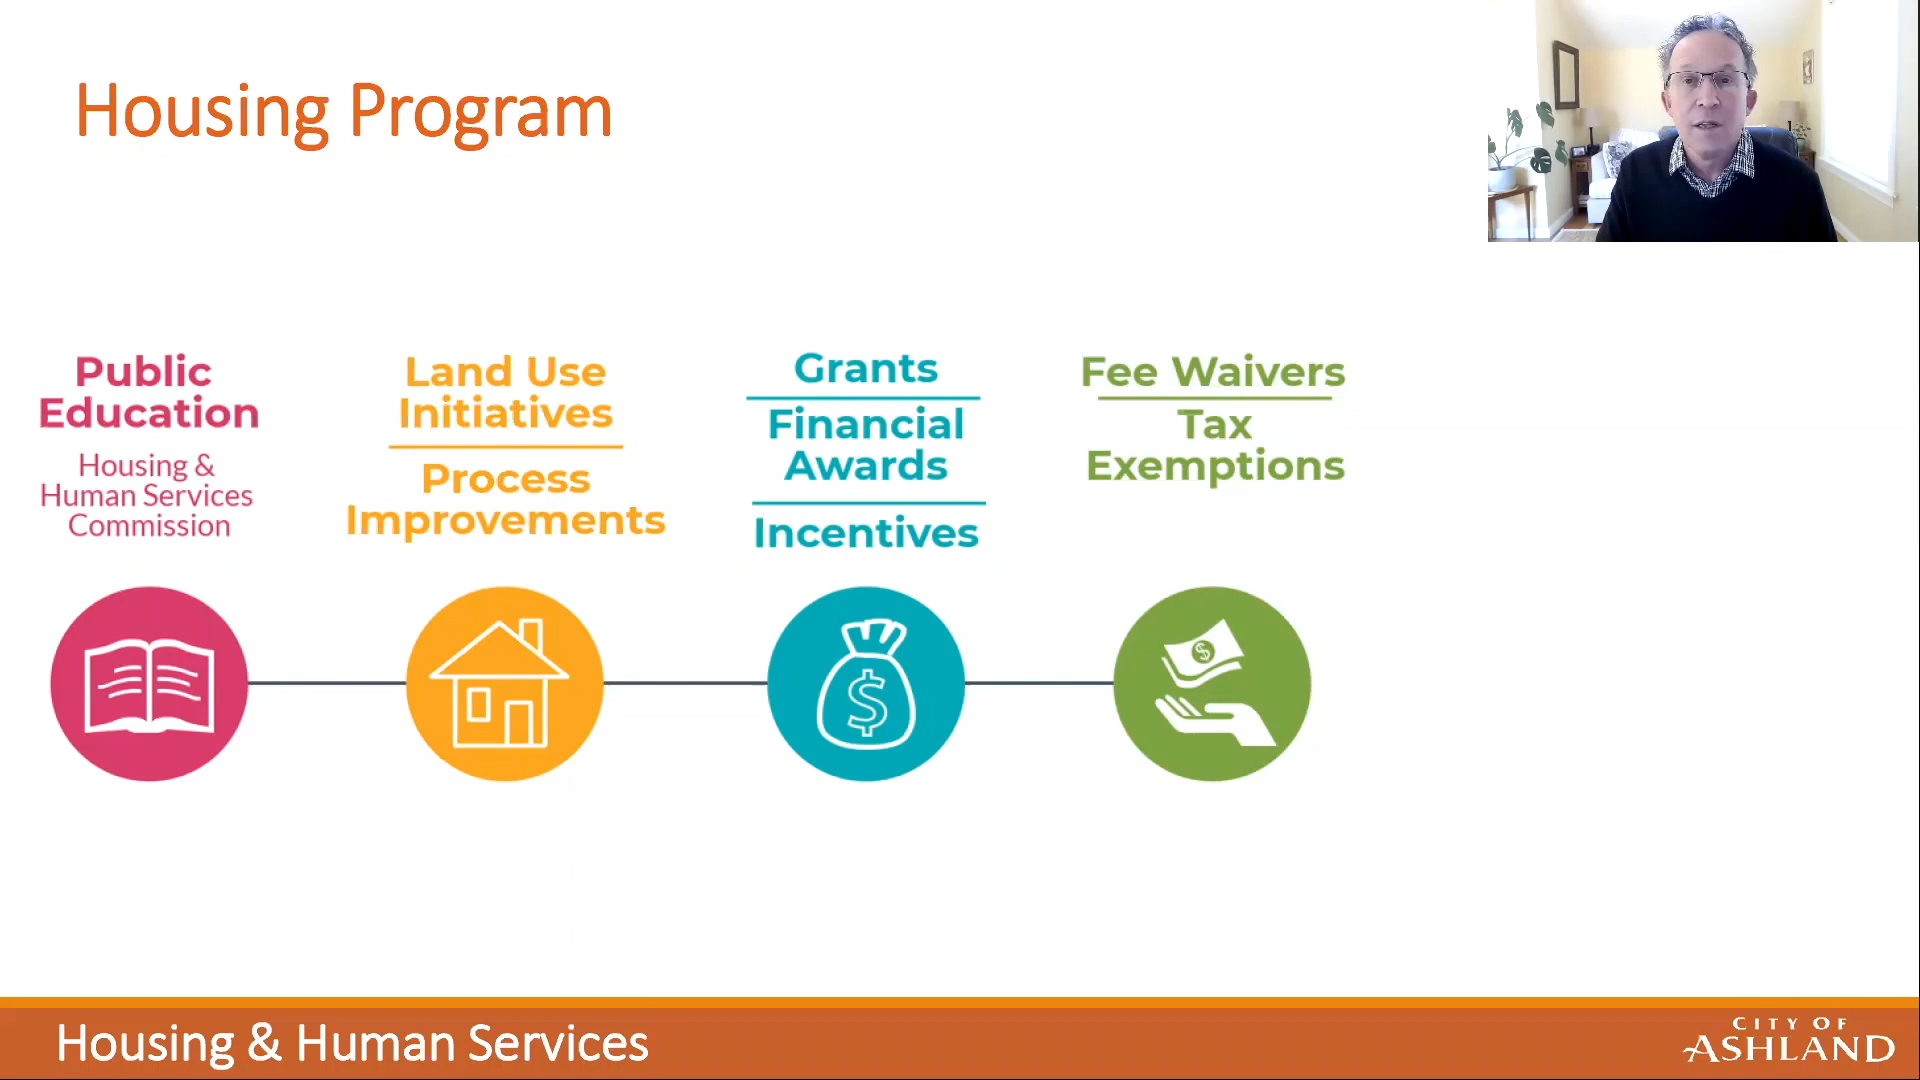 Housing Program
Public
Education
Housing &
Human Services
Commission
Land Use
Initiatives
Process
Improvements
Grants
Financial
Awards
Incentives
Fee Waivers
Tax
Exemptions
$
$
Housing & Human Services
CITY OF
ASHLAND